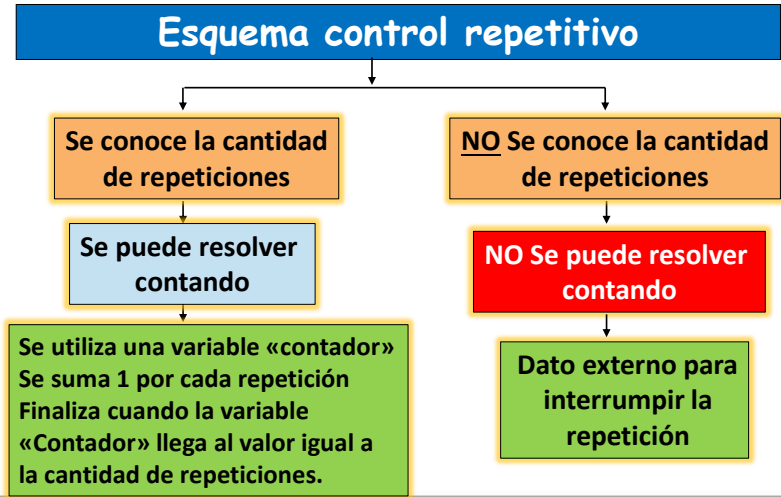 Esquema control repetitivo
Se conoce la cantidad
de repeticiones
NO Se conoce la cantidad
de repeticiones
Se puede resolver
contando
NO Se puede resolver
contando
Se utiliza una variable «contador»
Se suma 1 por cada repetición
Finaliza cuando la variable
«Contador» llega al valor igual a
la cantidad de repeticiones.
Dato externo para
interrumpir la
repetición